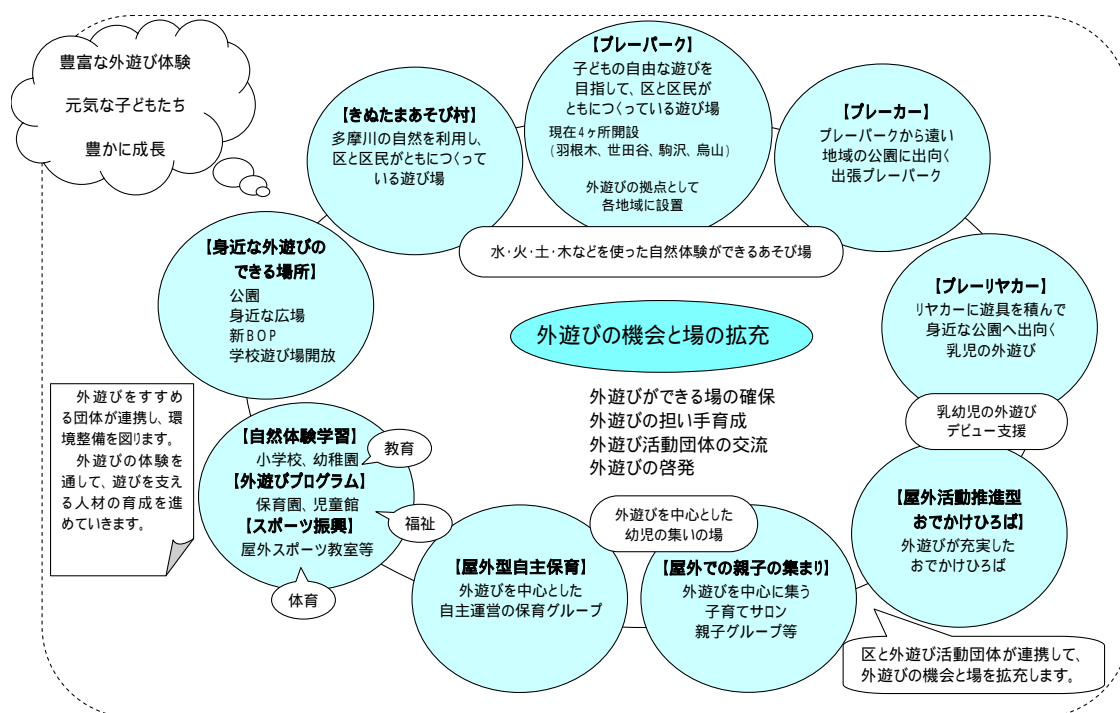 豊富な外遊び体験
元気な子どもたち
豊かに成長
【きぬたまあそび村】
多摩川の自然を利用し、
区と区民がともにつくって
いる遊び場
【プレーパーク】
子どもの自由な遊びを
目指して、区と区民が
ともにつくっている遊び場
現在4ヶ所開設
(羽根木、世田谷、駒沢、烏山)
外遊びの拠点として
各地域に設置
【プレーカー】
プレーパークから遠い
地域の公園に出向く
出張プレーパーク
水・火・土・木などを使った自然体験ができるあそび場
【身近な外遊びの
できる場所】
公園
身近な広場
新BOP
学校遊び場開放
【プレーリヤカー】
リヤカーに遊具を積んで
身近な公園へ出向く
乳児の外遊び
外遊びの機会と場の拡充
外遊びができる場の確保
外遊びの担い手育成
外遊び活動団体の交流
外遊びの啓発
外遊びをすすめ
る団体が連携し、環
境整備を図ります。
外遊びの体験を
通して、遊びを支え
る人材の育成を進
めていきます。
乳幼児の外遊び
デビュー支援
【自然体験学習】
小学校、幼稚園
【外遊びプログラム】
保育園、児童館
【スポーツ振興】
屋外スポーツ教室等
教育
福祉
体育
【屋外型自主保育】
外遊びを中心とした
自主運営の保育グループ
外遊びを中心とした
幼児の集いの場
【屋外での親子の集まり】
外遊びを中心に集う
子育てサロン
親子グループ等
【屋外活動推進型
おでかけひろば】
外遊びが充実した
おでかけひろば
区と外遊び活動団体が連携して、
外遊びの機会と場を拡充します。